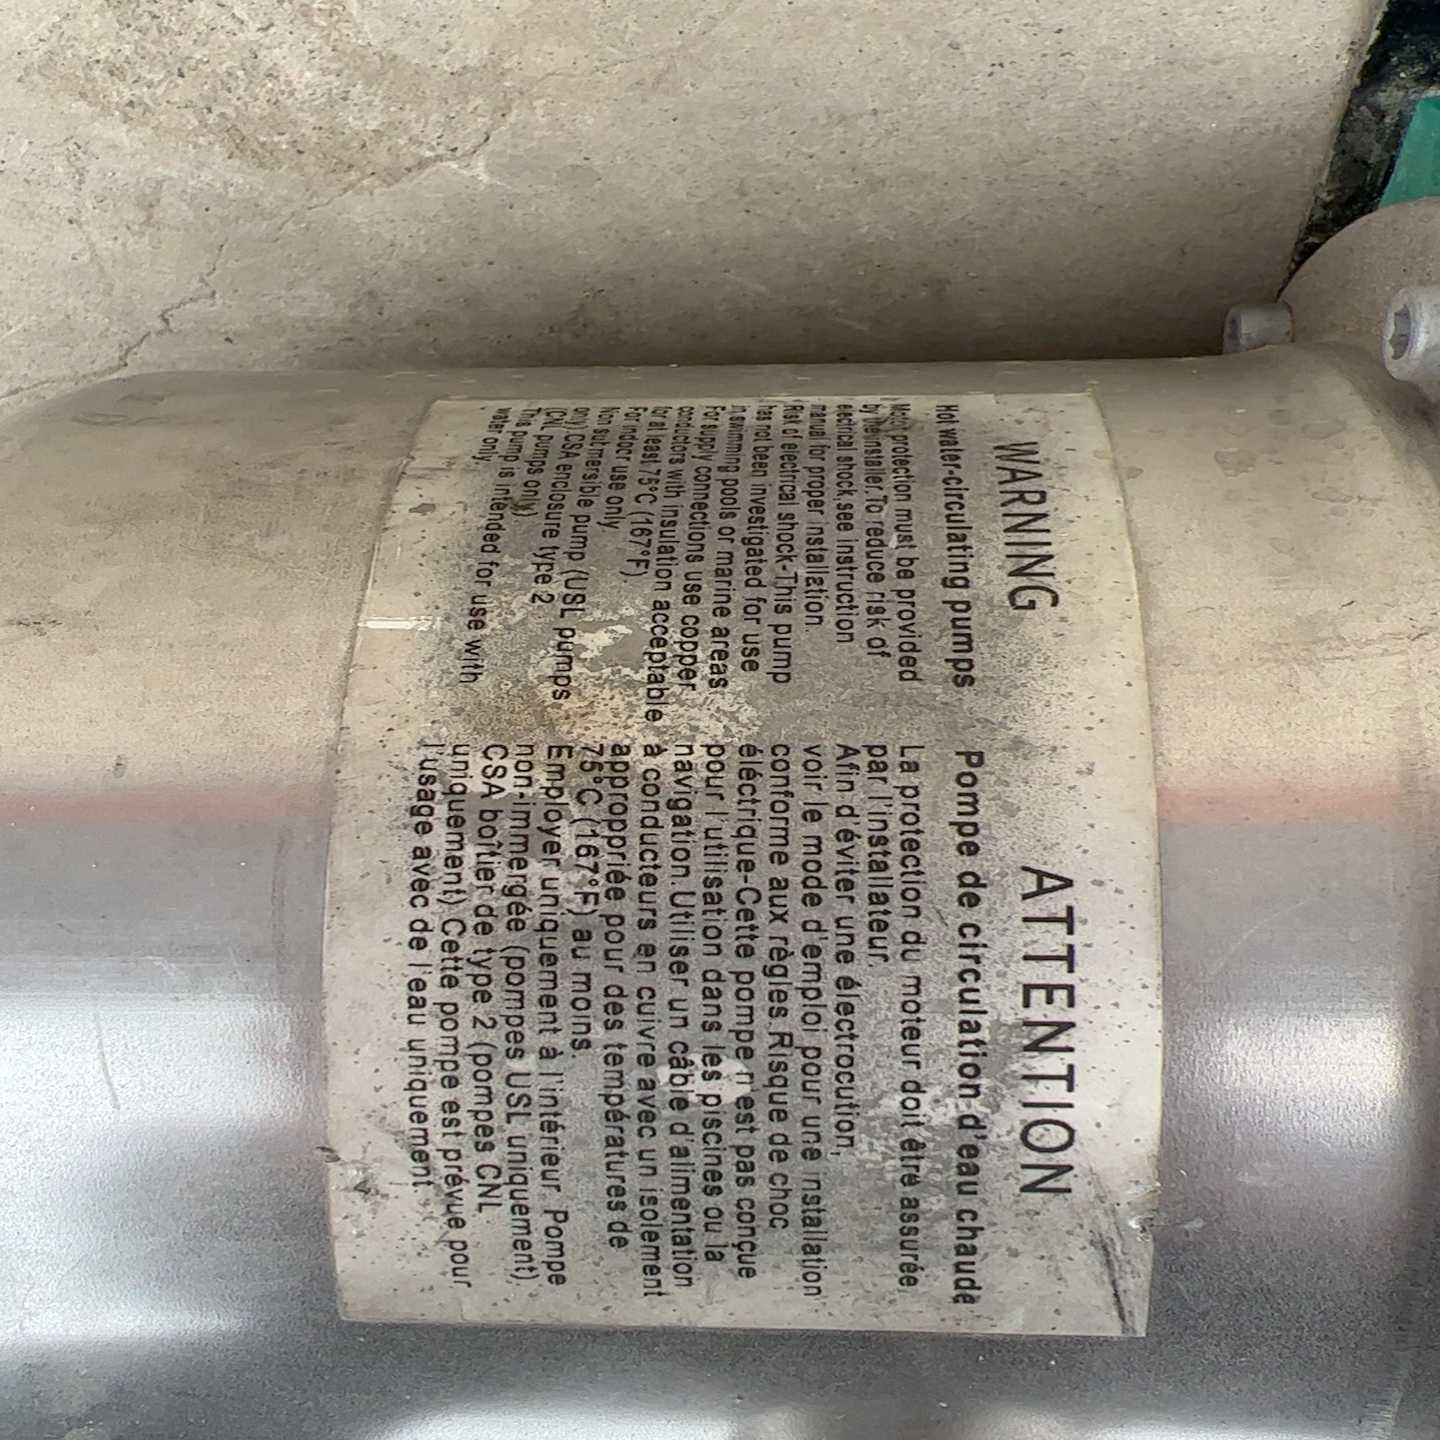 WARNING
Hot water-circulating pumps
Motor protection must be provided
by the installer. To reduce risk of
electrical shock, see instruction
manual for proper installation.
Risk of electrical shock-This pump
has not been investigated for use
in swimming pools or marine areas
For supply connections use copper
conductors with insulation acceptable
for at least 75°C (167°F)
For indoor use only.
Non submersible pump (USL pumps
only) CSA enclosure type 2
(CNL pumps only)
This pump is intended for use with
water only.
ATTENTION
Pompe de circulation d'eau chaude
La protection du moteur doit être assurée
par l'installateur.
Afin d'éviter une électrocution,
voir le mode d'emploi pour une installation
conforme aux règles. Risque de choc
éléctrique-Cette pompe n'est pas conçue
pour l'utilisation dans les piscines ou la
navigation. Utiliser un câble d'alimentation
à conducteurs en cuivre avec un isolement
approppriée pour des températures de
75°C (167°F) au moins.
Employer uniquement à l'intérieur. Pompe
non-immergée (pompes USL uniquement).
CSA boîtier de type 2 (pompes CNL
uniquement) Cette pompe est prévue pour
l'usage avec de l'eau uniquement.